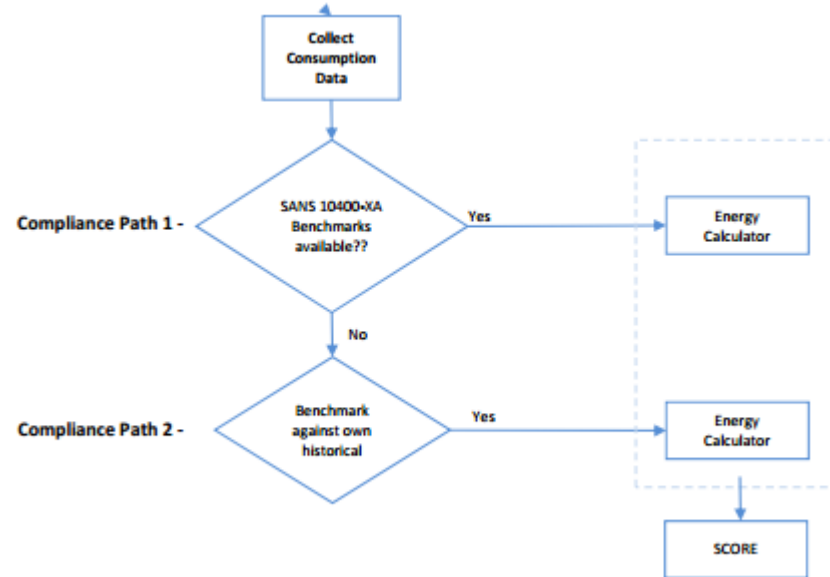 Collect
Consumption
Data
Compliance Path 1 -
SANS 10400•XA
Benchmarks
available??
Yes
Energy
Calculator
No
Compliance Path 2 -
Benchmark
against own
historical
Yes
Energy
Calculator
SCORE